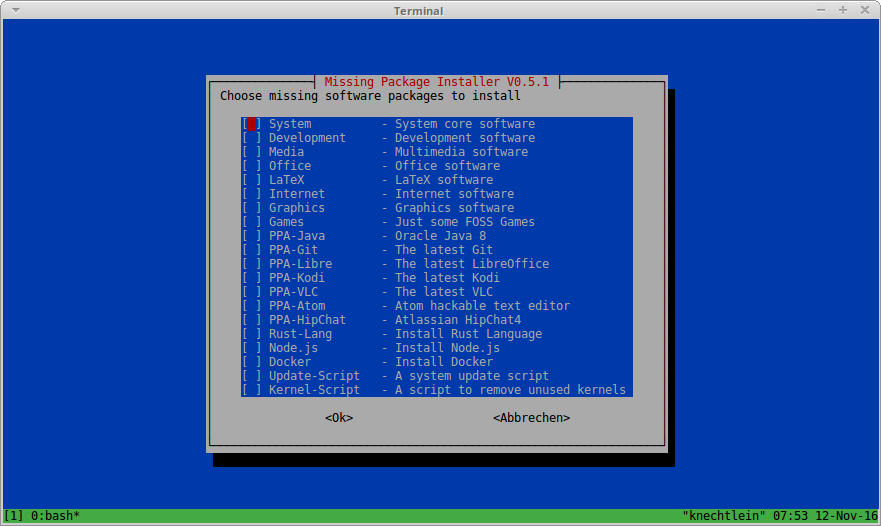 Terminal
Missing Package Installer V0.5.1
Choose missing software packages to install
[ ] System - System core software
[ ] Development - Development software
[ ] Media - Multimedia software
[ ] Office - Office software
[ ] LaTeX - LaTeX software
[ ] Internet - Internet software
[ ] Graphics - Graphics software
[ ] Games - Just some FOSS Games
[ ] PPA-Java - Oracle Java 8
[ ] PPA-Git - The latest Git
[ ] PPA-Libre - The latest LibreOffice
[ ] PPA-Kodi - The latest Kodi
[ ] PPA-VLC - The latest VLC
[ ] PPA-Atom - Atom hackable text editor
[ ] PPA-HipChat - Atlassian HipChat4
[ ] Rust-Lang - Install Rust Language
[ ] Node.js - Install Node.js
[ ] Docker - Install Docker
[ ] Update-Script - A system update script
[ ] Kernel-Script - A script to remove unused kernels
<Ok> <Abbrechen>
[1] 0:bash* "knechtlein" 07:53 12-Nov-16